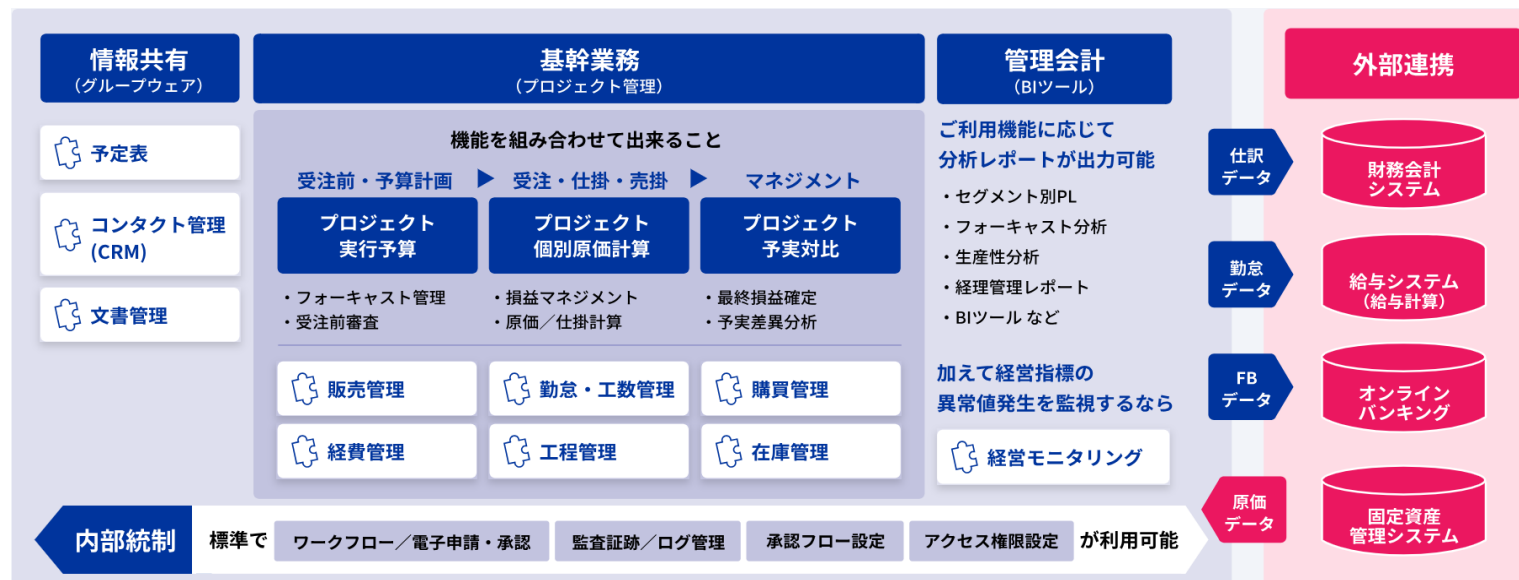 情報共有
（グループウェア）
予定表
コンタクト管理
(CRM)
文書管理
基幹業務
（プロジェクト管理）
機能を組み合わせて出来ること
受注前・予算計画 ▶ 受注・仕掛・売掛 ▶ マネジメント
プロジェクト
実行予算
・フォーキャスト管理
・受注前審査
プロジェクト
個別原価計算
・損益マネジメント
・原価／仕掛計算
プロジェクト
予実対比
・最終損益確定
・予実差異分析
販売管理
勤怠・工数管理
購買管理
経費管理
工程管理
在庫管理
管理会計
（BIツール）
ご利用機能に応じて
分析レポートが出力可能
・セグメント別PL
・フォーキャスト分析
・生産性分析
・経理管理レポート
・BIツール など
加えて経営指標の
異常値発生を監視するなら
経営モニタリング
外部連携
仕訳
データ
財務会計
システム
勤怠
データ
給与システム
（給与計算）
FB
データ
オンライン
バンキング
原価
データ
固定資産
管理システム
内部統制
標準で ワークフロー／電子申請・承認 監査証跡／ログ管理 承認フロー設定 アクセス権限設定 が利用可能